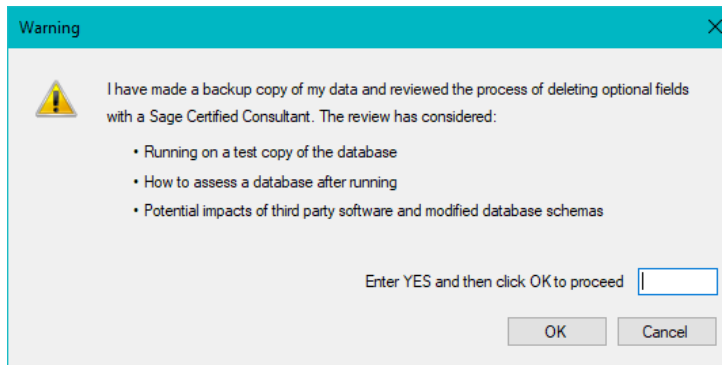 Warning
I have made a backup copy of my data and reviewed the process of deleting optional fields
with a Sage Certified Consultant. The review has considered:
• Running on a test copy of the database
• How to assess a database after running
• Potential impacts of third party software and modified database schemas
Enter YES and then click OK to proceed
OK Cancel